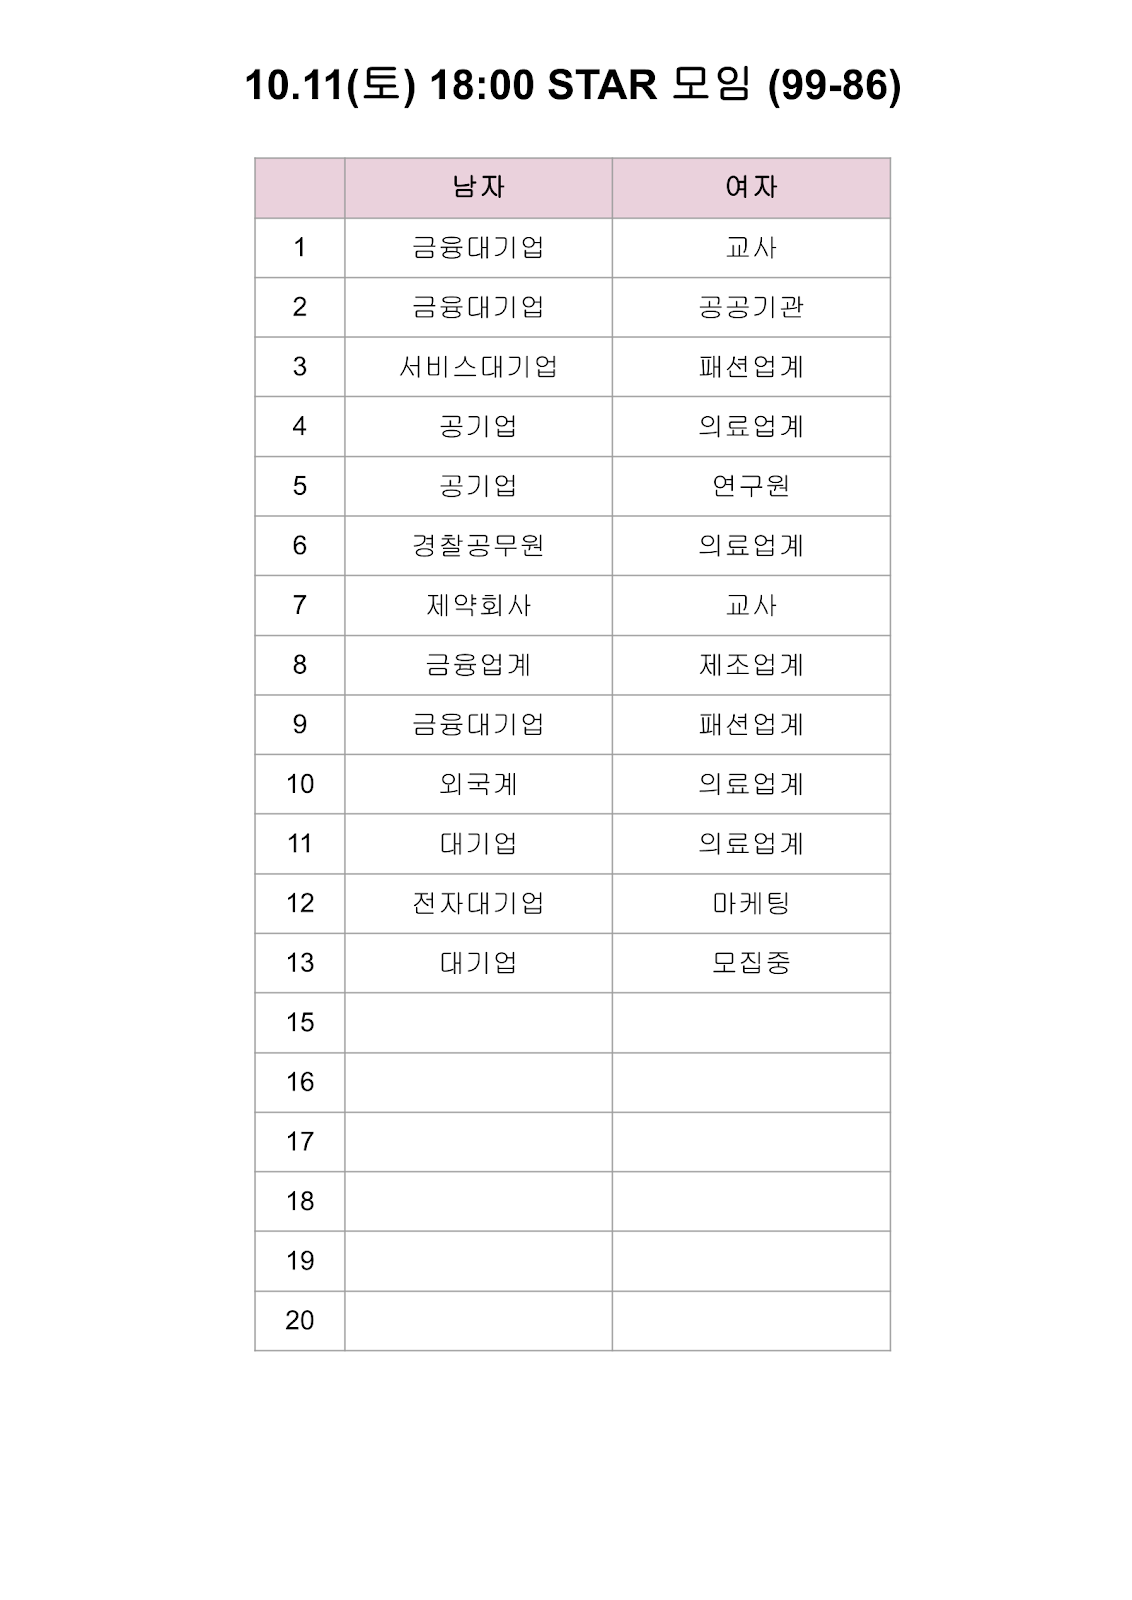 10.11(토) 18:00 STAR 모임 (99-86)
남자 여자
1 금융대기업 교사
2 금융대기업 공공기관
3 서비스대기업 패션업계
4 공기업 의료업계
5 공기업 연구원
6 경찰공무원 의료업계
7 제약회사 교사
8 금융업계 제조업계
9 금융대기업 패션업계
10 외국계 의료업계
11 대기업 의료업계
12 전자대기업 마케팅
13 대기업 모집중
15
16
17
18
19
20